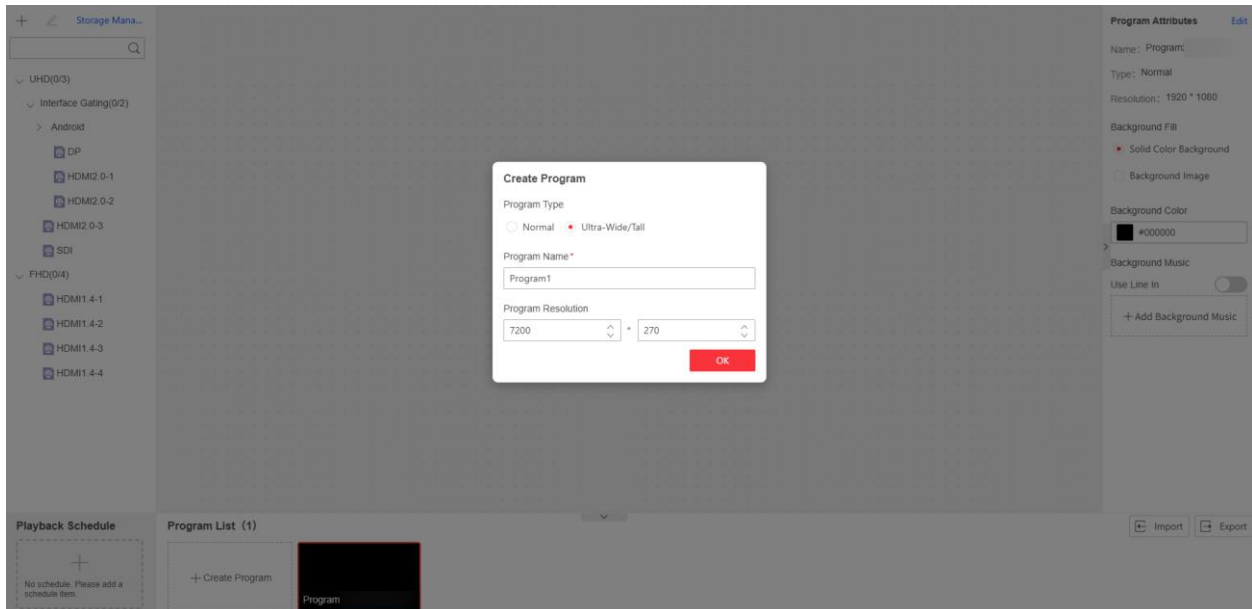 Storage Mana...
UHD(0/3)
Interface Gating(0/2)
Android
DP
HDMI2.0-1
HDMI2.0-2
HDMI2.0-3
SDI
FHD(0/4)
HDMI1.4-1
HDMI1.4-2
HDMI1.4-3
HDMI1.4-4
Create Program
Program Type
Normal Ultra-Wide/Tall
Program Name*
Program1
Program Resolution
7200 * 270
OK
Program Attributes Edit
Name: Program
Type: Normal
Resolution: 1920 * 1080
Background Fill
Solid Color Background
Background Image
Background Color
#000000
Background Music
Use Line In
+ Add Background Music
Playback Schedule
No schedule. Please add a
schedule item.
Program List (1)
+ Create Program
Program
Import Export